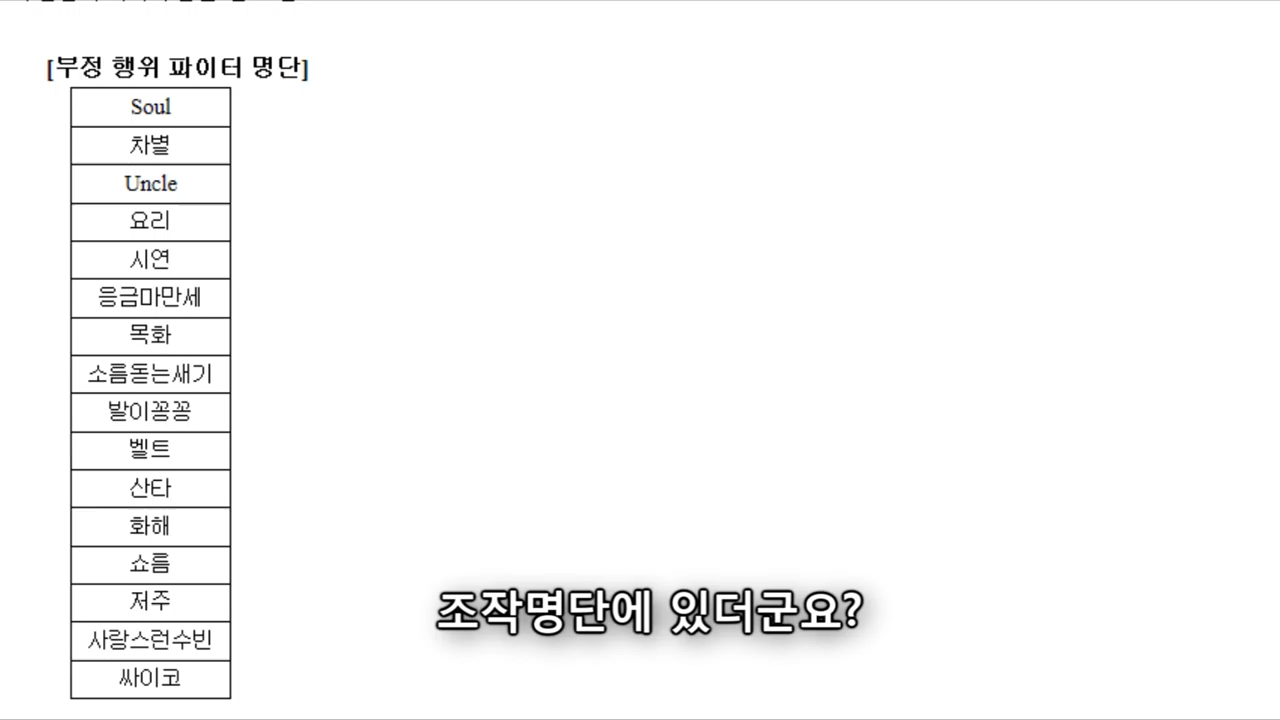 [부정 행위 파이터 명단]
Soul
차별
Uncle
요리
시연
응금마만세
목화
소름돋는새기
발이꽁꽁
벨트
산타
화해
쇼름
저주
사랑스런수빈
싸이코
조작명단에 있더군요?